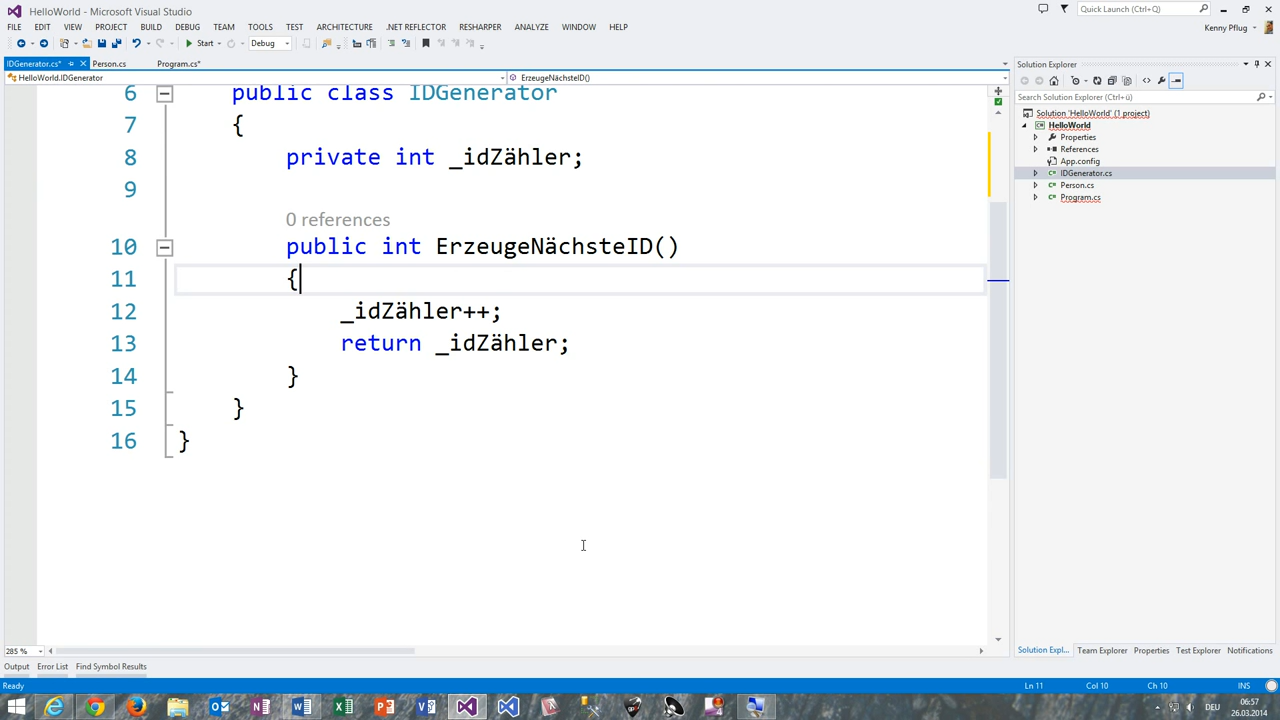 HelloWorld - Microsoft Visual Studio
Quick Launch (Ctrl+Q)
FILE EDIT VIEW PROJECT BUILD DEBUG TEAM TOOLS TEST ARCHITECTURE .NET REFLECTOR RESHARPER ANALYZE WINDOW HELP
Kenny Pflug
Start Debug
IDGenerator.cs* Person.cs Program.cs*
HelloWorld.IDGenerator ErzeugeNächsteID()
6 public class IDGenerator
7 {
8 private int _idZähler;
9
0 references
10 public int ErzeugeNächsteID()
11 {
12 _idZähler++;
13 return _idZähler;
14 }
15 }
16 }
285 %
Solution Explorer
Search Solution Explorer (Ctrl+ü)
Solution 'HelloWorld' (1 project)
HelloWorld
Properties
References
App.config
IDGenerator.cs
Person.cs
Program.cs
Solution Expl... Team Explorer Properties Test Explorer Notifications
Output Error List Find Symbol Results
Ready Ln 11 Col 10 Ch 10 INS
DEU
06:57
26.03.2014